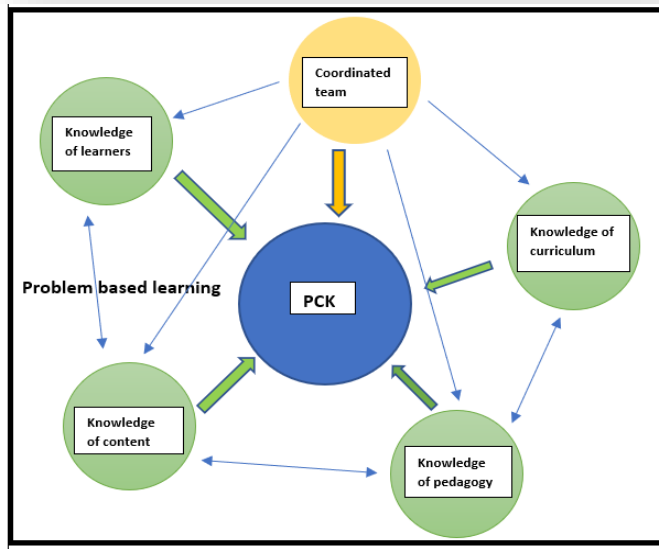 Coordinated
team
Knowledge
of learners
Knowledge of
curriculum
Problem based learning
PCK
Knowledge
of content
Knowledge
of pedagogy